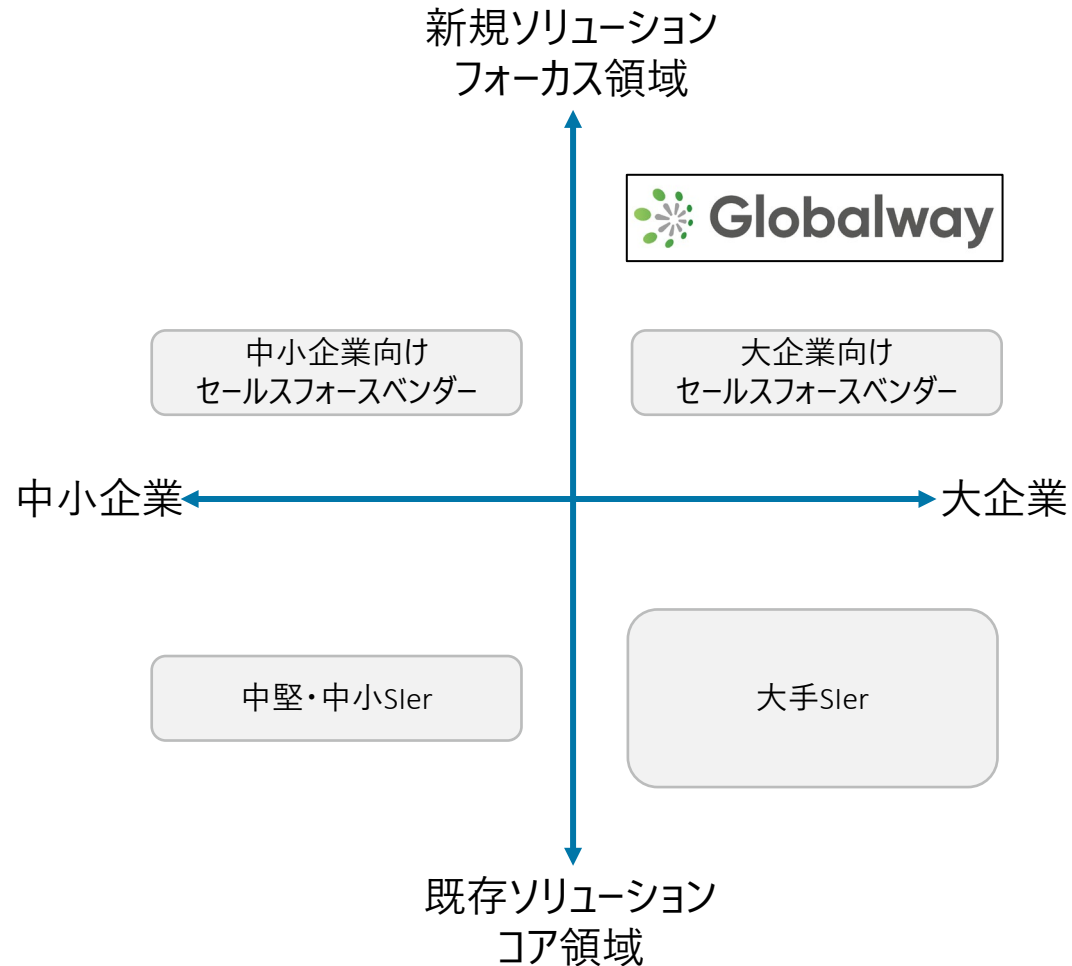 新規ソリューション
フォーカス領域
Globalway
中小企業向け
セールスフォースベンダー
大企業向け
セールスフォースベンダー
中小企業
大企業
中堅・中小SIer
大手SIer
既存ソリューション
コア領域